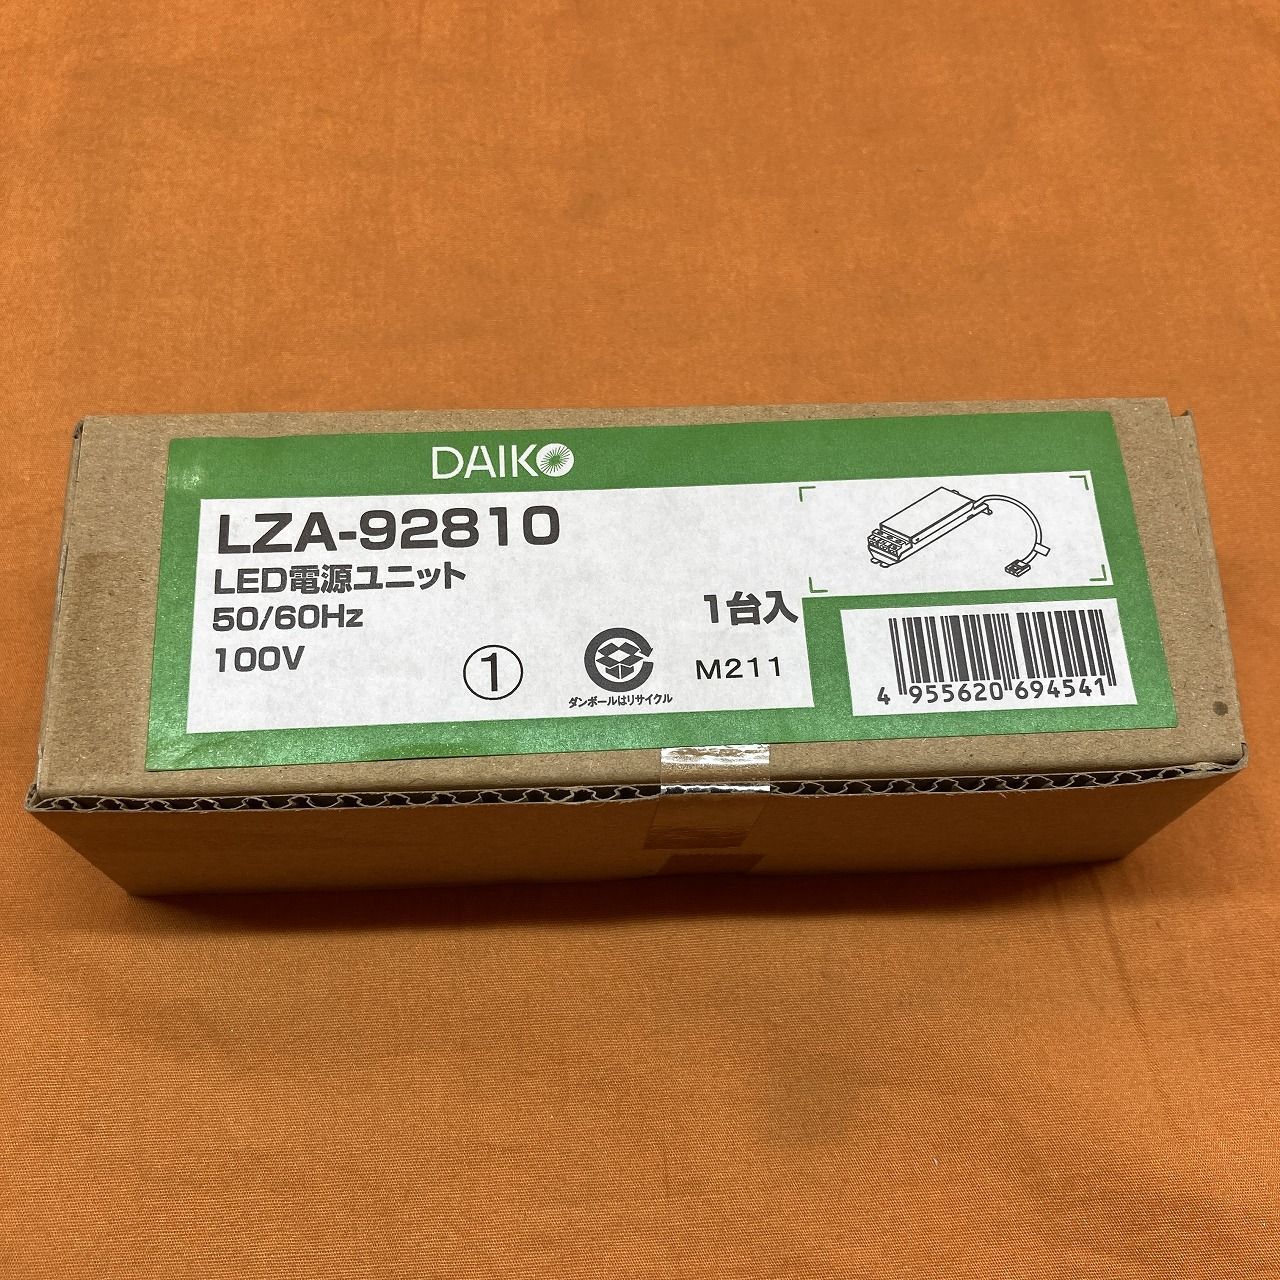 DAIKO
LZA-92810
LED電源ユニット
50/60Hz
100V
①
ダンボールはリサイクル
1台入
M211
4 955620 694541